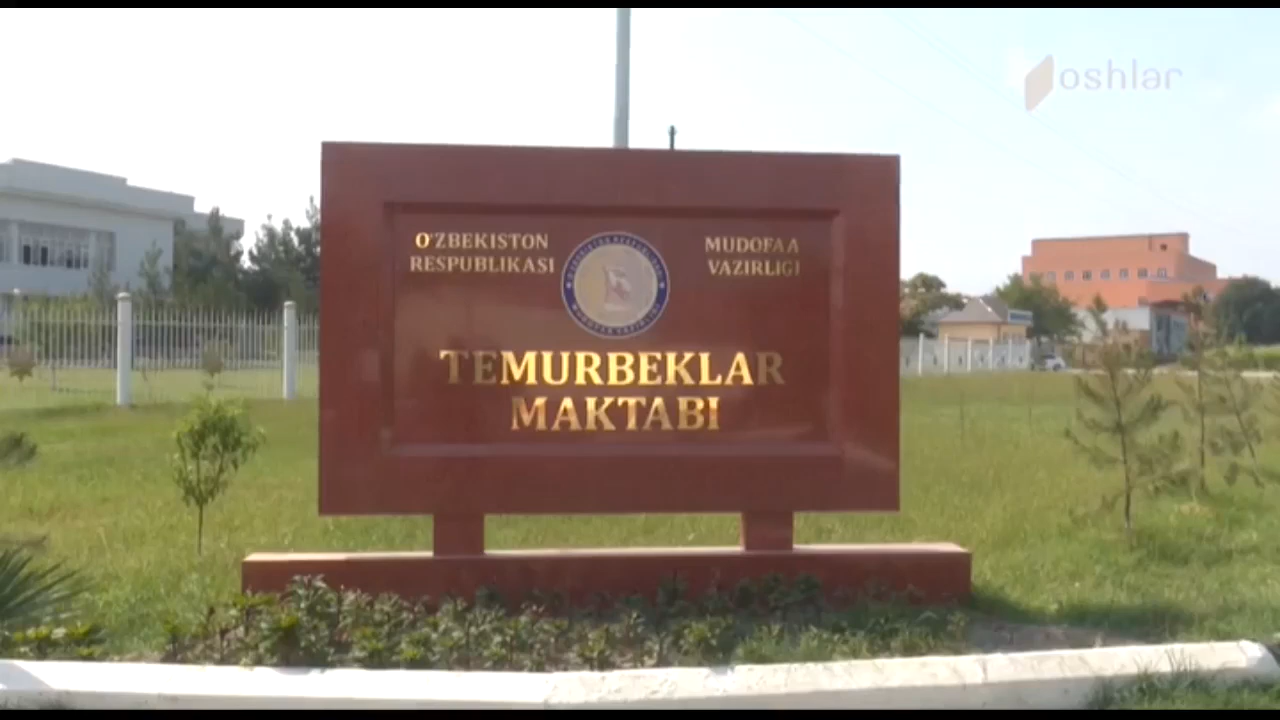 oshlar
O'ZBEKISTON
RESPUBLIKASI
MUDOFAA
VAZIRLIGI
TEMURBEKLAR
MAKTABI